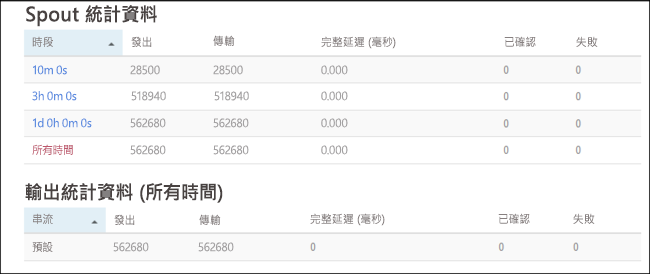 Spout 統計資料
時段 發出 傳輸 完整延遲 (毫秒) 已確認 失敗
10m 0s 28500 28500 0.000 0 0
3h 0m 0s 518940 518940 0.000 0 0
1d 0h 0m 0s 562680 562680 0.000 0 0
所有時間 562680 562680 0.000 0 0
輸出統計資料 (所有時間)
串流 發出 傳輸 完整延遲 (毫秒) 已確認 失敗
預設 562680 562680 0 0 0